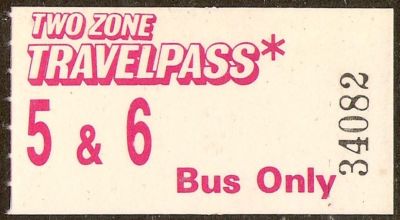 TWO ZONE
TRAVELPASS*
5 & 6
Bus Only
34082